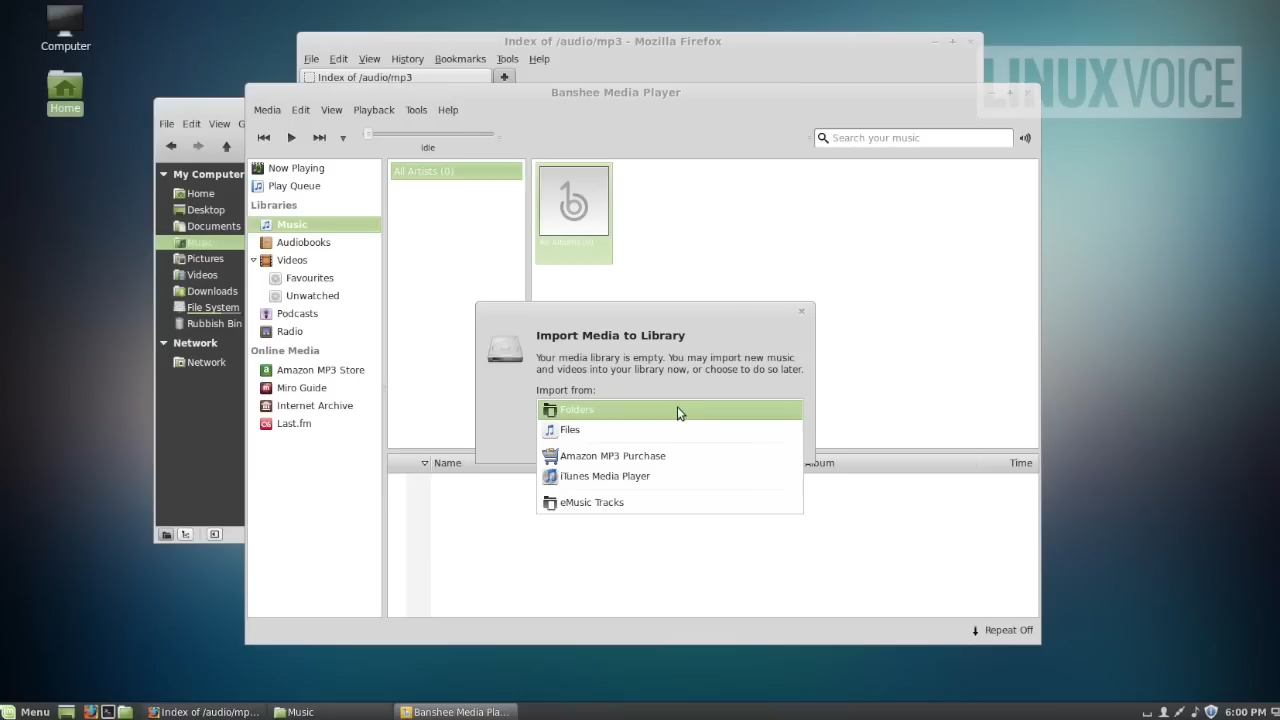 Computer
Home
Index of /audio/mp3 - Mozilla Firefox
File Edit View History Bookmarks Tools Help
Index of /audio/mp3
LINUXVOICE
Banshee Media Player
Media Edit View Playback Tools Help
Idle
Search your music
File Edit View G
My Computer
Home
Desktop
Documents
Music
Pictures
Videos
Downloads
File System
Rubbish Bin
Network
Network
Now Playing
Play Queue
Libraries
Music
Audiobooks
Videos
Favourites
Unwatched
Podcasts
Radio
Online Media
Amazon MP3 Store
Miro Guide
Internet Archive
Last.fm
All Artists (0)
All Albums (0)
Import Media to Library
Your media library is empty. You may import new music
and videos into your library now, or choose to do so later.
Import from:
Folders
Files
Amazon MP3 Purchase
iTunes Media Player
eMusic Tracks
Name
Album
Time
Repeat Off
Menu
Index of /audio/mp...
Music
Banshee Media Pla...
6:00 PM